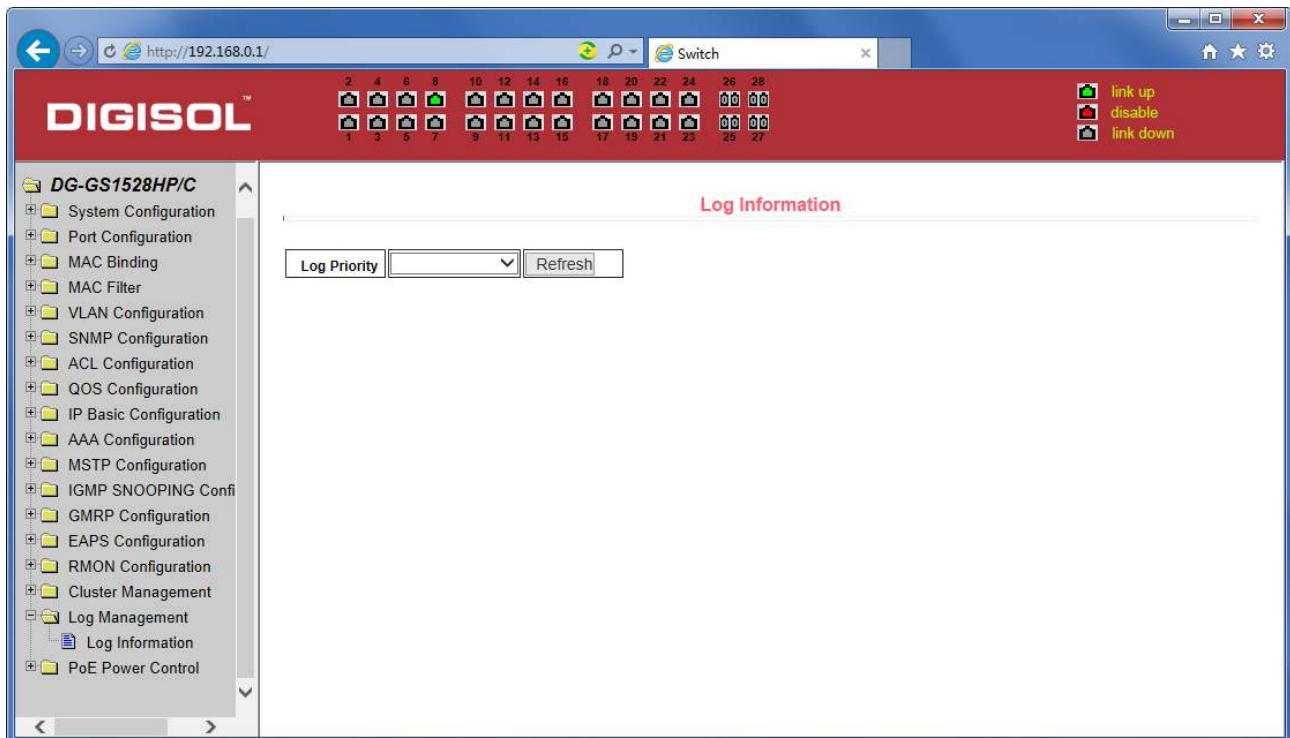 http://192.168.0.1/
Switch
DIGISOL™
2 4 6 8 10 12 14 16 18 20 22 24 26 28
1 3 5 7 9 11 13 15 17 19 21 23 25 27
link up
disable
link down
DG-GS1528HP/C
System Configuration
Port Configuration
MAC Binding
MAC Filter
VLAN Configuration
SNMP Configuration
ACL Configuration
QOS Configuration
IP Basic Configuration
AAA Configuration
MSTP Configuration
IGMP SNOOPING Confi
GMRP Configuration
EAPS Configuration
RMON Configuration
Cluster Management
Log Management
Log Information
PoE Power Control
Log Information
Log Priority
Refresh